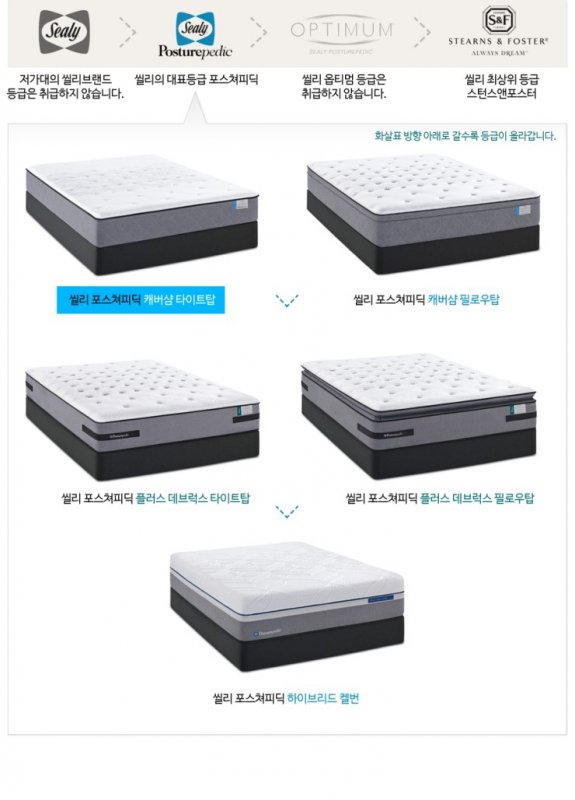 Sealy
Sealy
Posturepedic
OPTIMUM™
SEALY POSTUREPEDIC
S&F
STEARNS & FOSTER®
ALWAYS DREAM™
저가대의 씰리브랜드
등급은 취급하지 않습니다.
씰리의 대표등급 포스쳐피딕
씰리 옵티멈 등급은
취급하지 않습니다.
씰리 최상위 등급
스턴스앤포스터
화살표 방향 아래로 갈수록 등급이 올라갑니다.
씰리 포스쳐피딕 캐버샴 타이트탑
씰리 포스쳐피딕 캐버샴 필로우탑
씰리 포스쳐피딕 플러스 데브럭스 타이트탑
씰리 포스쳐피딕 플러스 데브럭스 필로우탑
씰리 포스쳐피딕 하이브리드 켈번